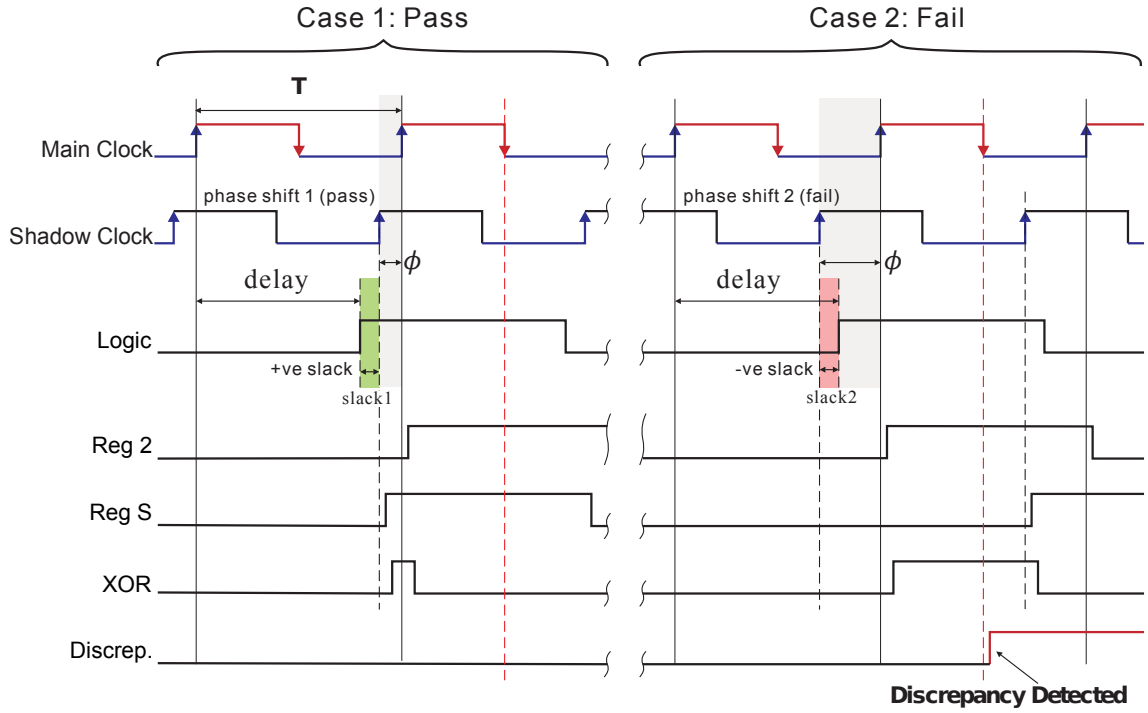 Case 1: Pass
Case 2: Fail
T
Main Clock
phase shift 1 (pass)
phase shift 2 (fail)
Shadow Clock
ϕ
ϕ
delay
delay
Logic
+ve slack
-ve slack
slack1
slack2
Reg 2
Reg S
XOR
Discrep.
Discrepancy Detected